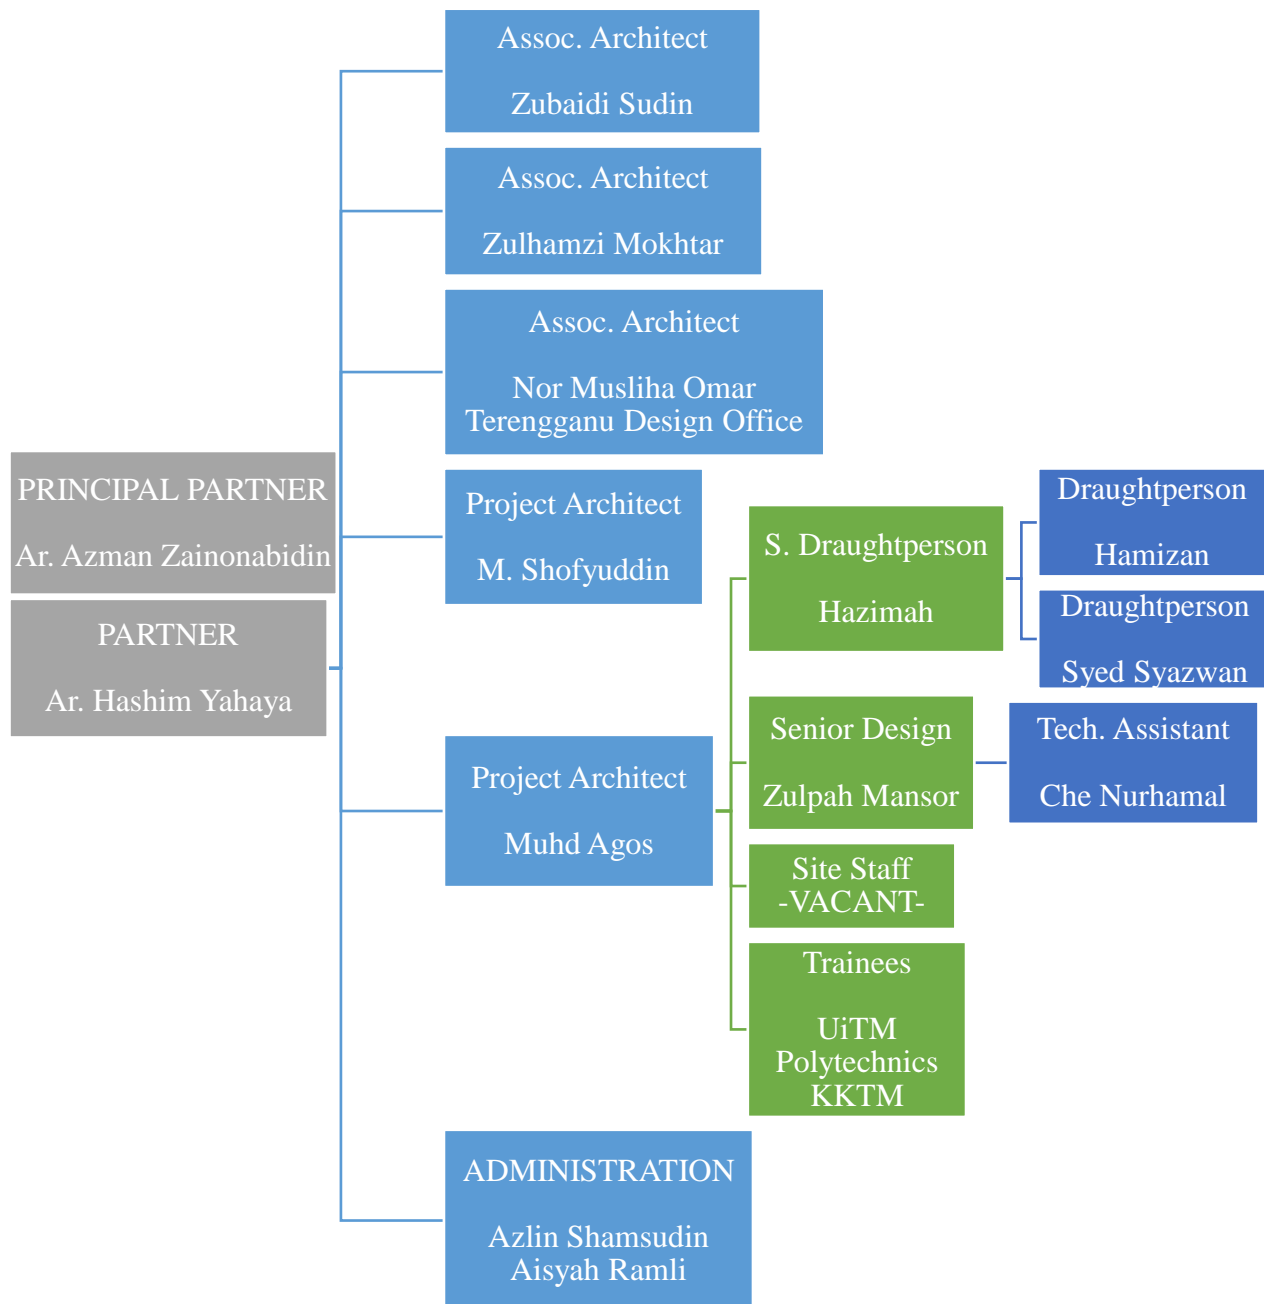 PRINCIPAL PARTNER
Ar. Azman Zainonabidin
PARTNER
Ar. Hashim Yahaya
Assoc. Architect
Zubaidi Sudin
Assoc. Architect
Zulhamzi Mokhtar
Assoc. Architect
Nor Musliha Omar
Terengganu Design Office
Project Architect
M. Shofyuddin
Project Architect
Muhd Agos
S. Draughtperson
Hazimah
Draughtperson
Hamizan
Draughtperson
Syed Syazwan
Senior Design
Zulpah Mansor
Tech. Assistant
Che Nurhamal
Site Staff
-VACANT-
Trainees
UiTM
Polytechnics
KKTM
ADMINISTRATION
Azlin Shamsudin
Aisyah Ramli